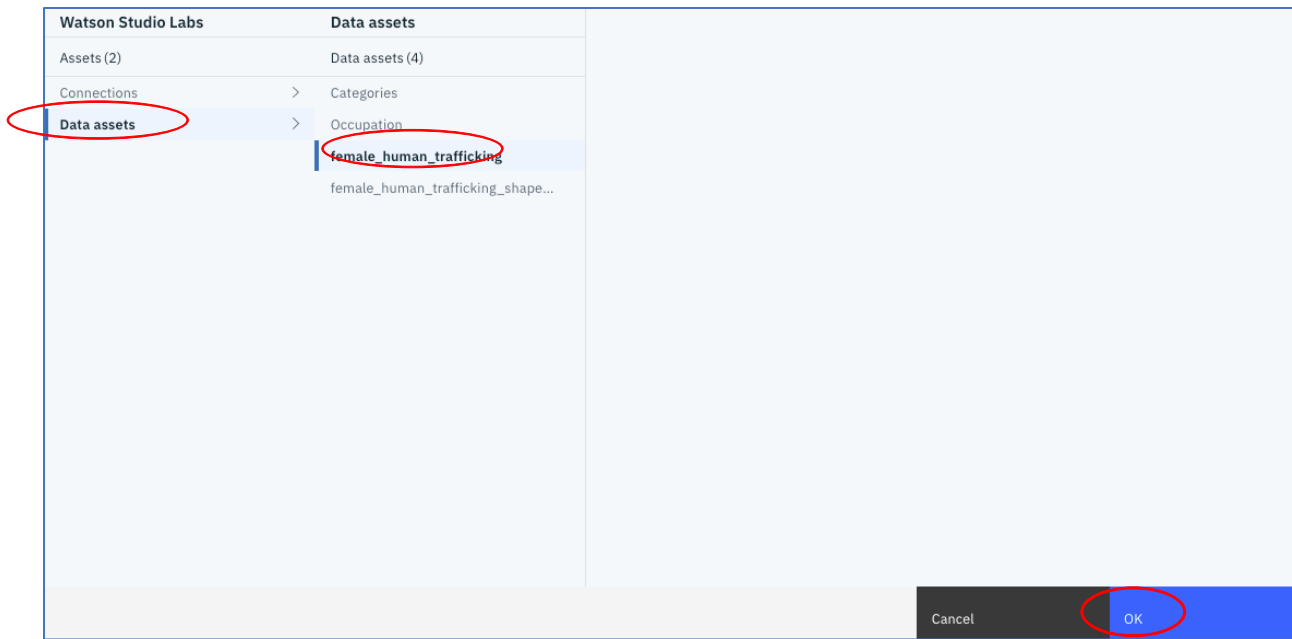 Watson Studio Labs
Data assets
Assets (2)
Data assets (4)
Connections
Categories
Data assets
Occupation
female_human_trafficking
female_human_trafficking_shape...
Cancel
OK